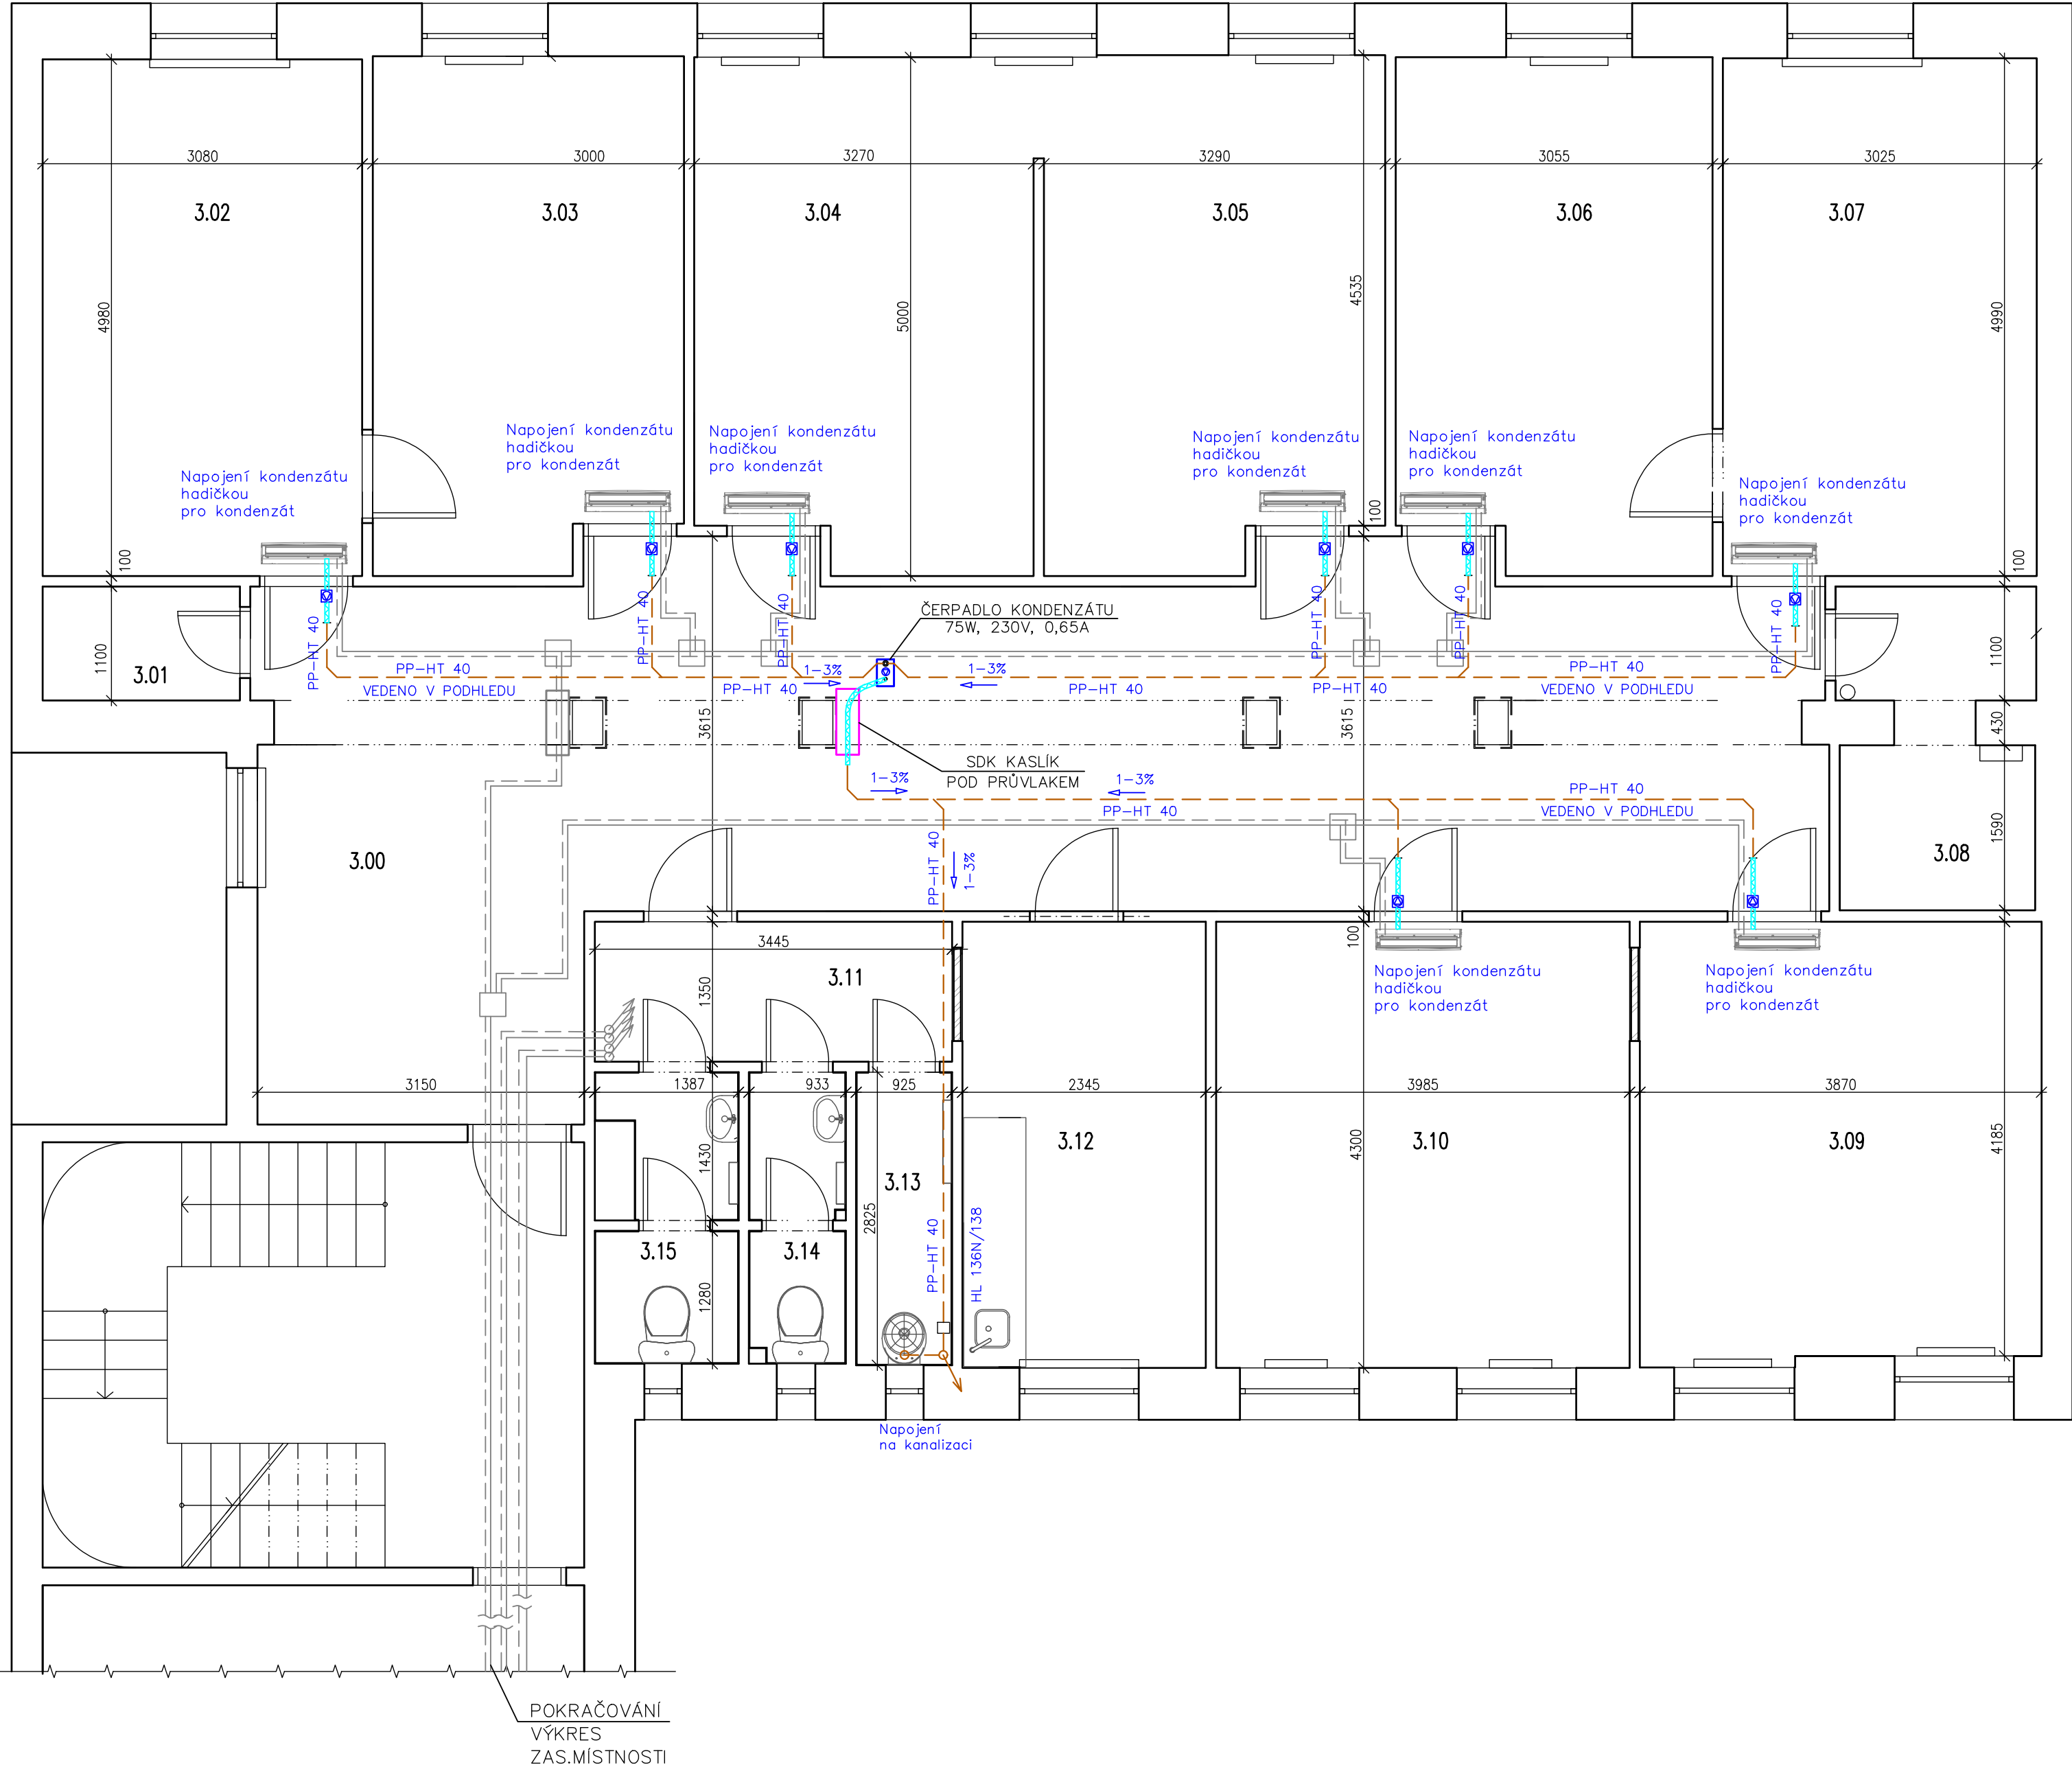 3080
3000
3270
3290
3055
3025
3.02
3.03
3.04
3.05
3.06
3.07
4980
5000
4535
4990
Napojení kondenzátu
hadičkou
pro kondenzát
Napojení kondenzátu
hadičkou
pro kondenzát
Napojení kondenzátu
hadičkou
pro kondenzát
Napojení kondenzátu
hadičkou
pro kondenzát
Napojení kondenzátu
hadičkou
pro kondenzát
Napojení kondenzátu
hadičkou
pro kondenzát
100
100
100
ČERPADLO KONDENZÁTU
75W, 230V, 0,65A
PP-HT 40
PP-HT 40
PP-HT 40
PP-HT 40
PP-HT 40
PP-HT 40
1100
3.01
PP-HT 40
VEDENO V PODHLEDU
PP-HT 40
1-3%
1-3%
PP-HT 40
PP-HT 40
PP-HT 40
VEDENO V PODHLEDU
1100
3615
3615
430
SDK KASLÍK
POD PRŮVLAKEM
1-3%
1-3%
PP-HT 40
PP-HT 40
VEDENO V PODHLEDU
1590
3.00
3.08
PP-HT 40
1-3%
3445
100
3.11
1350
Napojení kondenzátu
hadičkou
pro kondenzát
Napojení kondenzátu
hadičkou
pro kondenzát
3150
1387
933
925
2345
3985
3870
1430
3.12
3.10
3.09
4300
4185
3.13
2825
PP-HT 40
HL 136N/138
3.15
3.14
1280
Napojení
na kanalizaci
POKRAČOVÁNÍ
VÝKRES
ZAS.MÍSTNOSTI